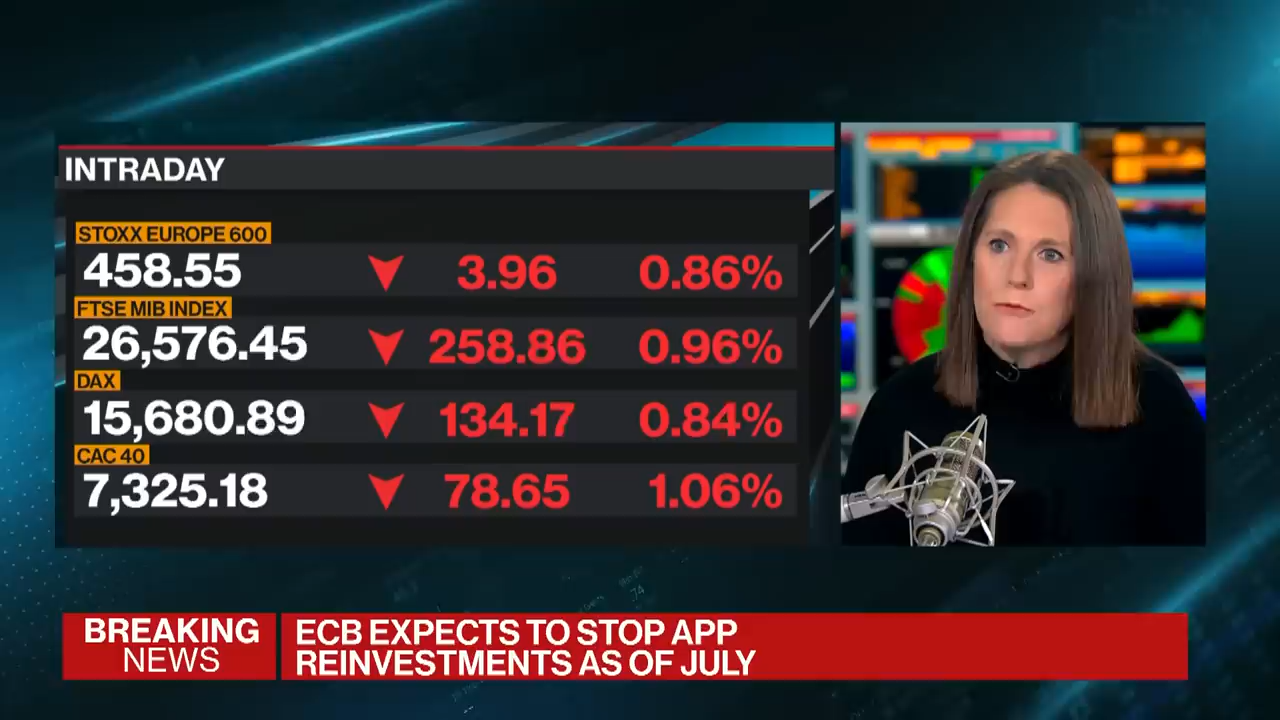 INTRADAY
STOXX EUROPE 600
458.55 3.96 0.86%
FTSE MIB INDEX
26,576.45 258.86 0.96%
DAX
15,680.89 134.17 0.84%
CAC 40
7,325.18 78.65 1.06%
BREAKING
NEWS
ECB EXPECTS TO STOP APP
REINVESTMENTS AS OF JULY